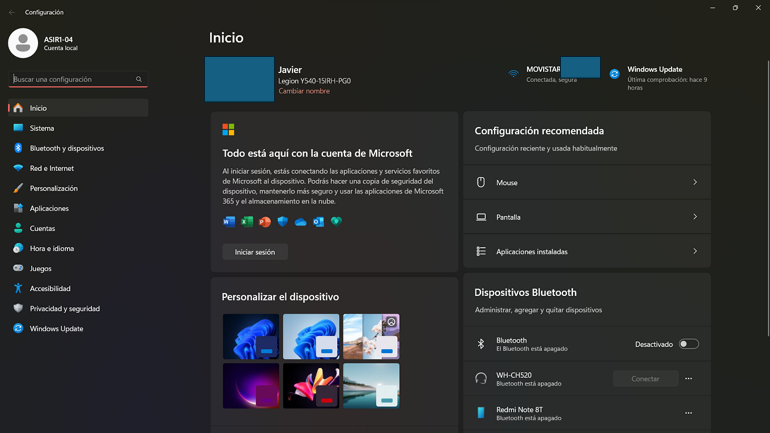 Configuración
ASIR1-04
Cuenta local
Buscar una configuración
Inicio
Sistema
Bluetooth y dispositivos
Red e Internet
Personalización
Aplicaciones
Cuentas
Hora e idioma
Juegos
Accesibilidad
Privacidad y seguridad
Windows Update
Inicio
Javier
Legion Y540-15IRH-PG0
Cambiar nombre
MOVISTAR
Conectada, segura
Windows Update
Última comprobación: hace 9
horas
Todo está aquí con la cuenta de Microsoft
Al iniciar sesión, estás conectando las aplicaciones y servicios favoritos
de Microsoft al dispositivo. Podrás hacer una copia de seguridad del
dispositivo, mantenerlo más seguro y usar las aplicaciones de Microsoft
365 y el almacenamiento en la nube.
Iniciar sesión
Personalizar el dispositivo
Configuración recomendada
Configuración reciente y usada habitualmente
Mouse
Pantalla
Aplicaciones instaladas
Dispositivos Bluetooth
Administrar, agregar y quitar dispositivos
Bluetooth
El Bluetooth está apagado
Desactivado
WH-CH520
Bluetooth está apagado
Conectar
Redmi Note 8T
Bluetooth está apagado